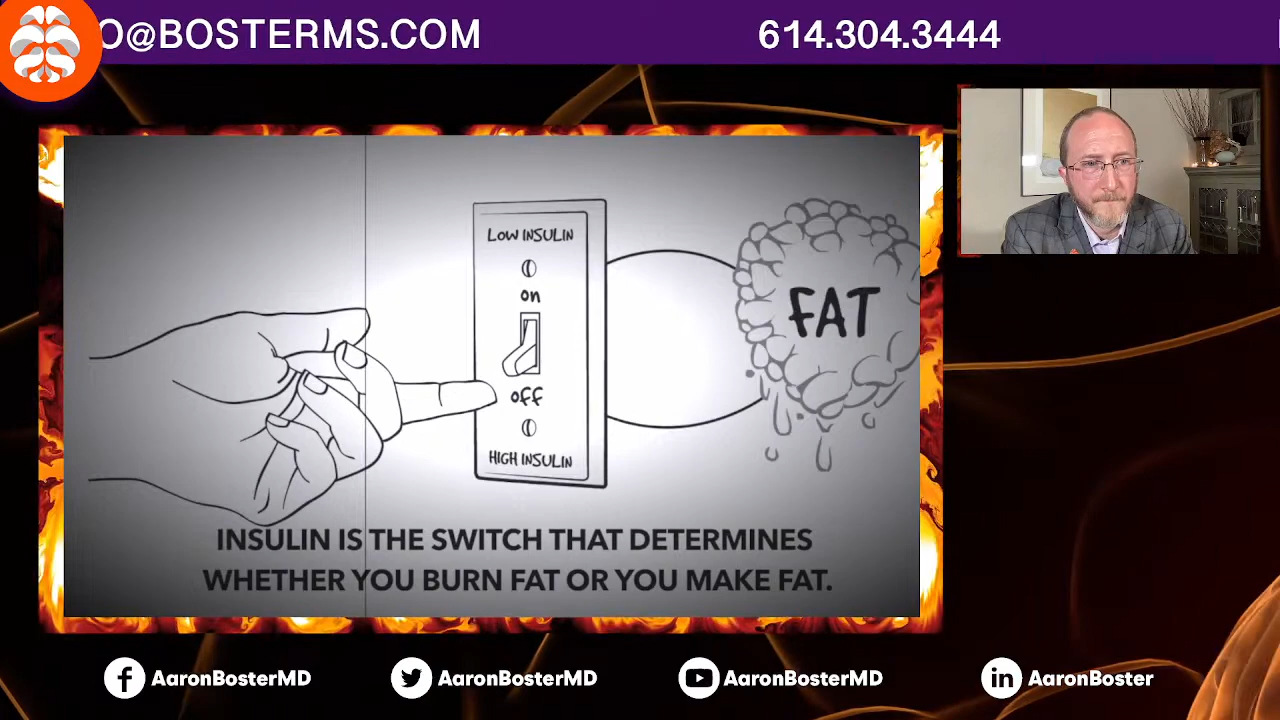 O@BOSTERMS.COM
614.304.3444
LOW INSULIN
on
FAT
off
HIGH INSULIN
INSULIN IS THE SWITCH THAT DETERMINES
WHETHER YOU BURN FAT OR YOU MAKE FAT.
AaronBosterMD
AaronBosterMD
AaronBosterMD
AaronBoster